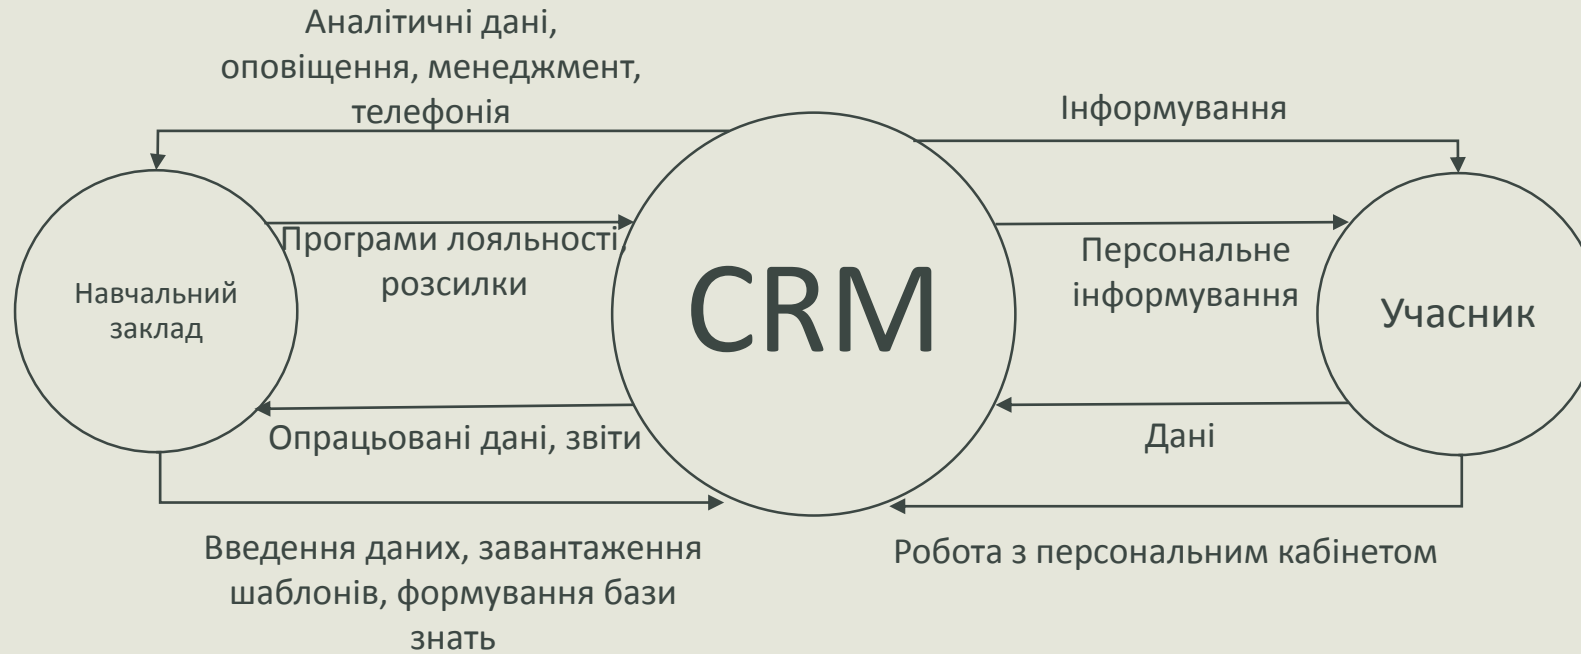 Аналітичні дані,
оповіщення, менеджмент,
телефонія
Інформування
Програми лояльності,
розсилки
Персональне
інформування
Навчальний
заклад
CRM
Учасник
Опрацьовані дані, звіти
Дані
Введення даних, завантаження
шаблонів, формування бази
знать
Робота з персональним кабінетом